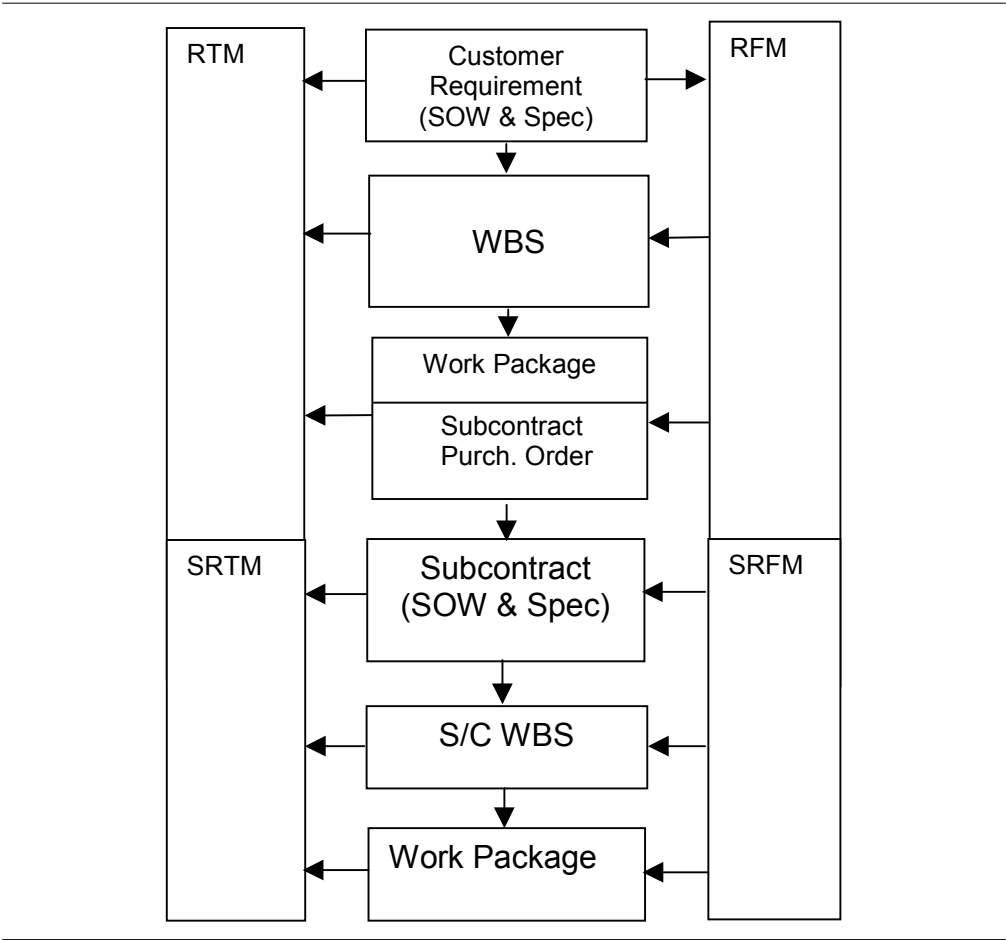 RTM
Customer
Requirement
(SOW & Spec)
RFM
WBS
Work Package
Subcontract
Purch. Order
SRTM
Subcontract
(SOW & Spec)
SRFM
S/C WBS
Work Package